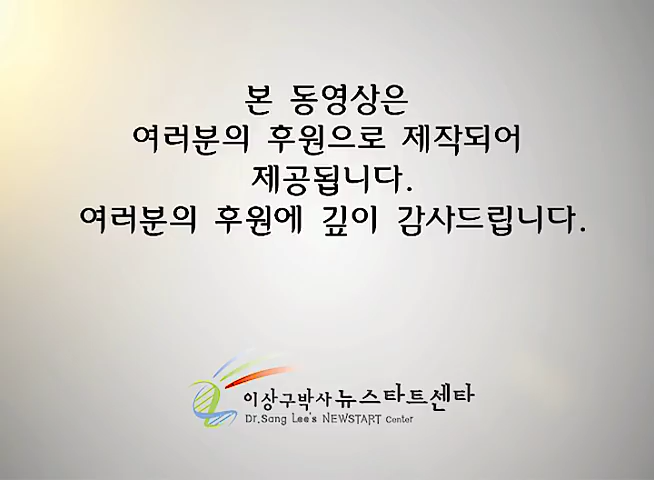 본 동영상은
여러분의 후원으로 제작되어
제공됩니다.
여러분의 후원에 깊이 감사드립니다.
이상구박사 뉴스타트센타
Dr.Sang Lee's NEWSTART Center